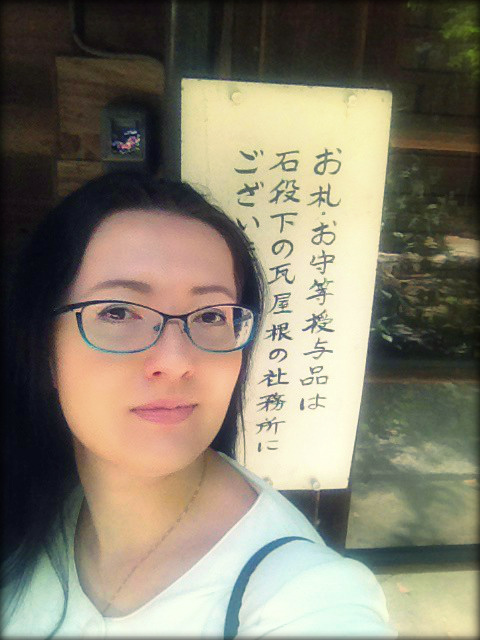 お札・お守等授与品は
石役下の瓦屋根の社務所に
ござい